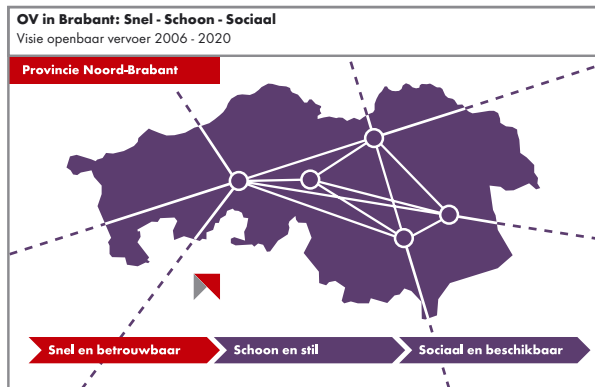 OV in Brabant: Snel - Schoon - Sociaal
Visie openbaar vervoer 2006 - 2020
Provincie Noord-Brabant
Snel en betrouwbaar
Schoon en stil
Sociaal en beschikbaar